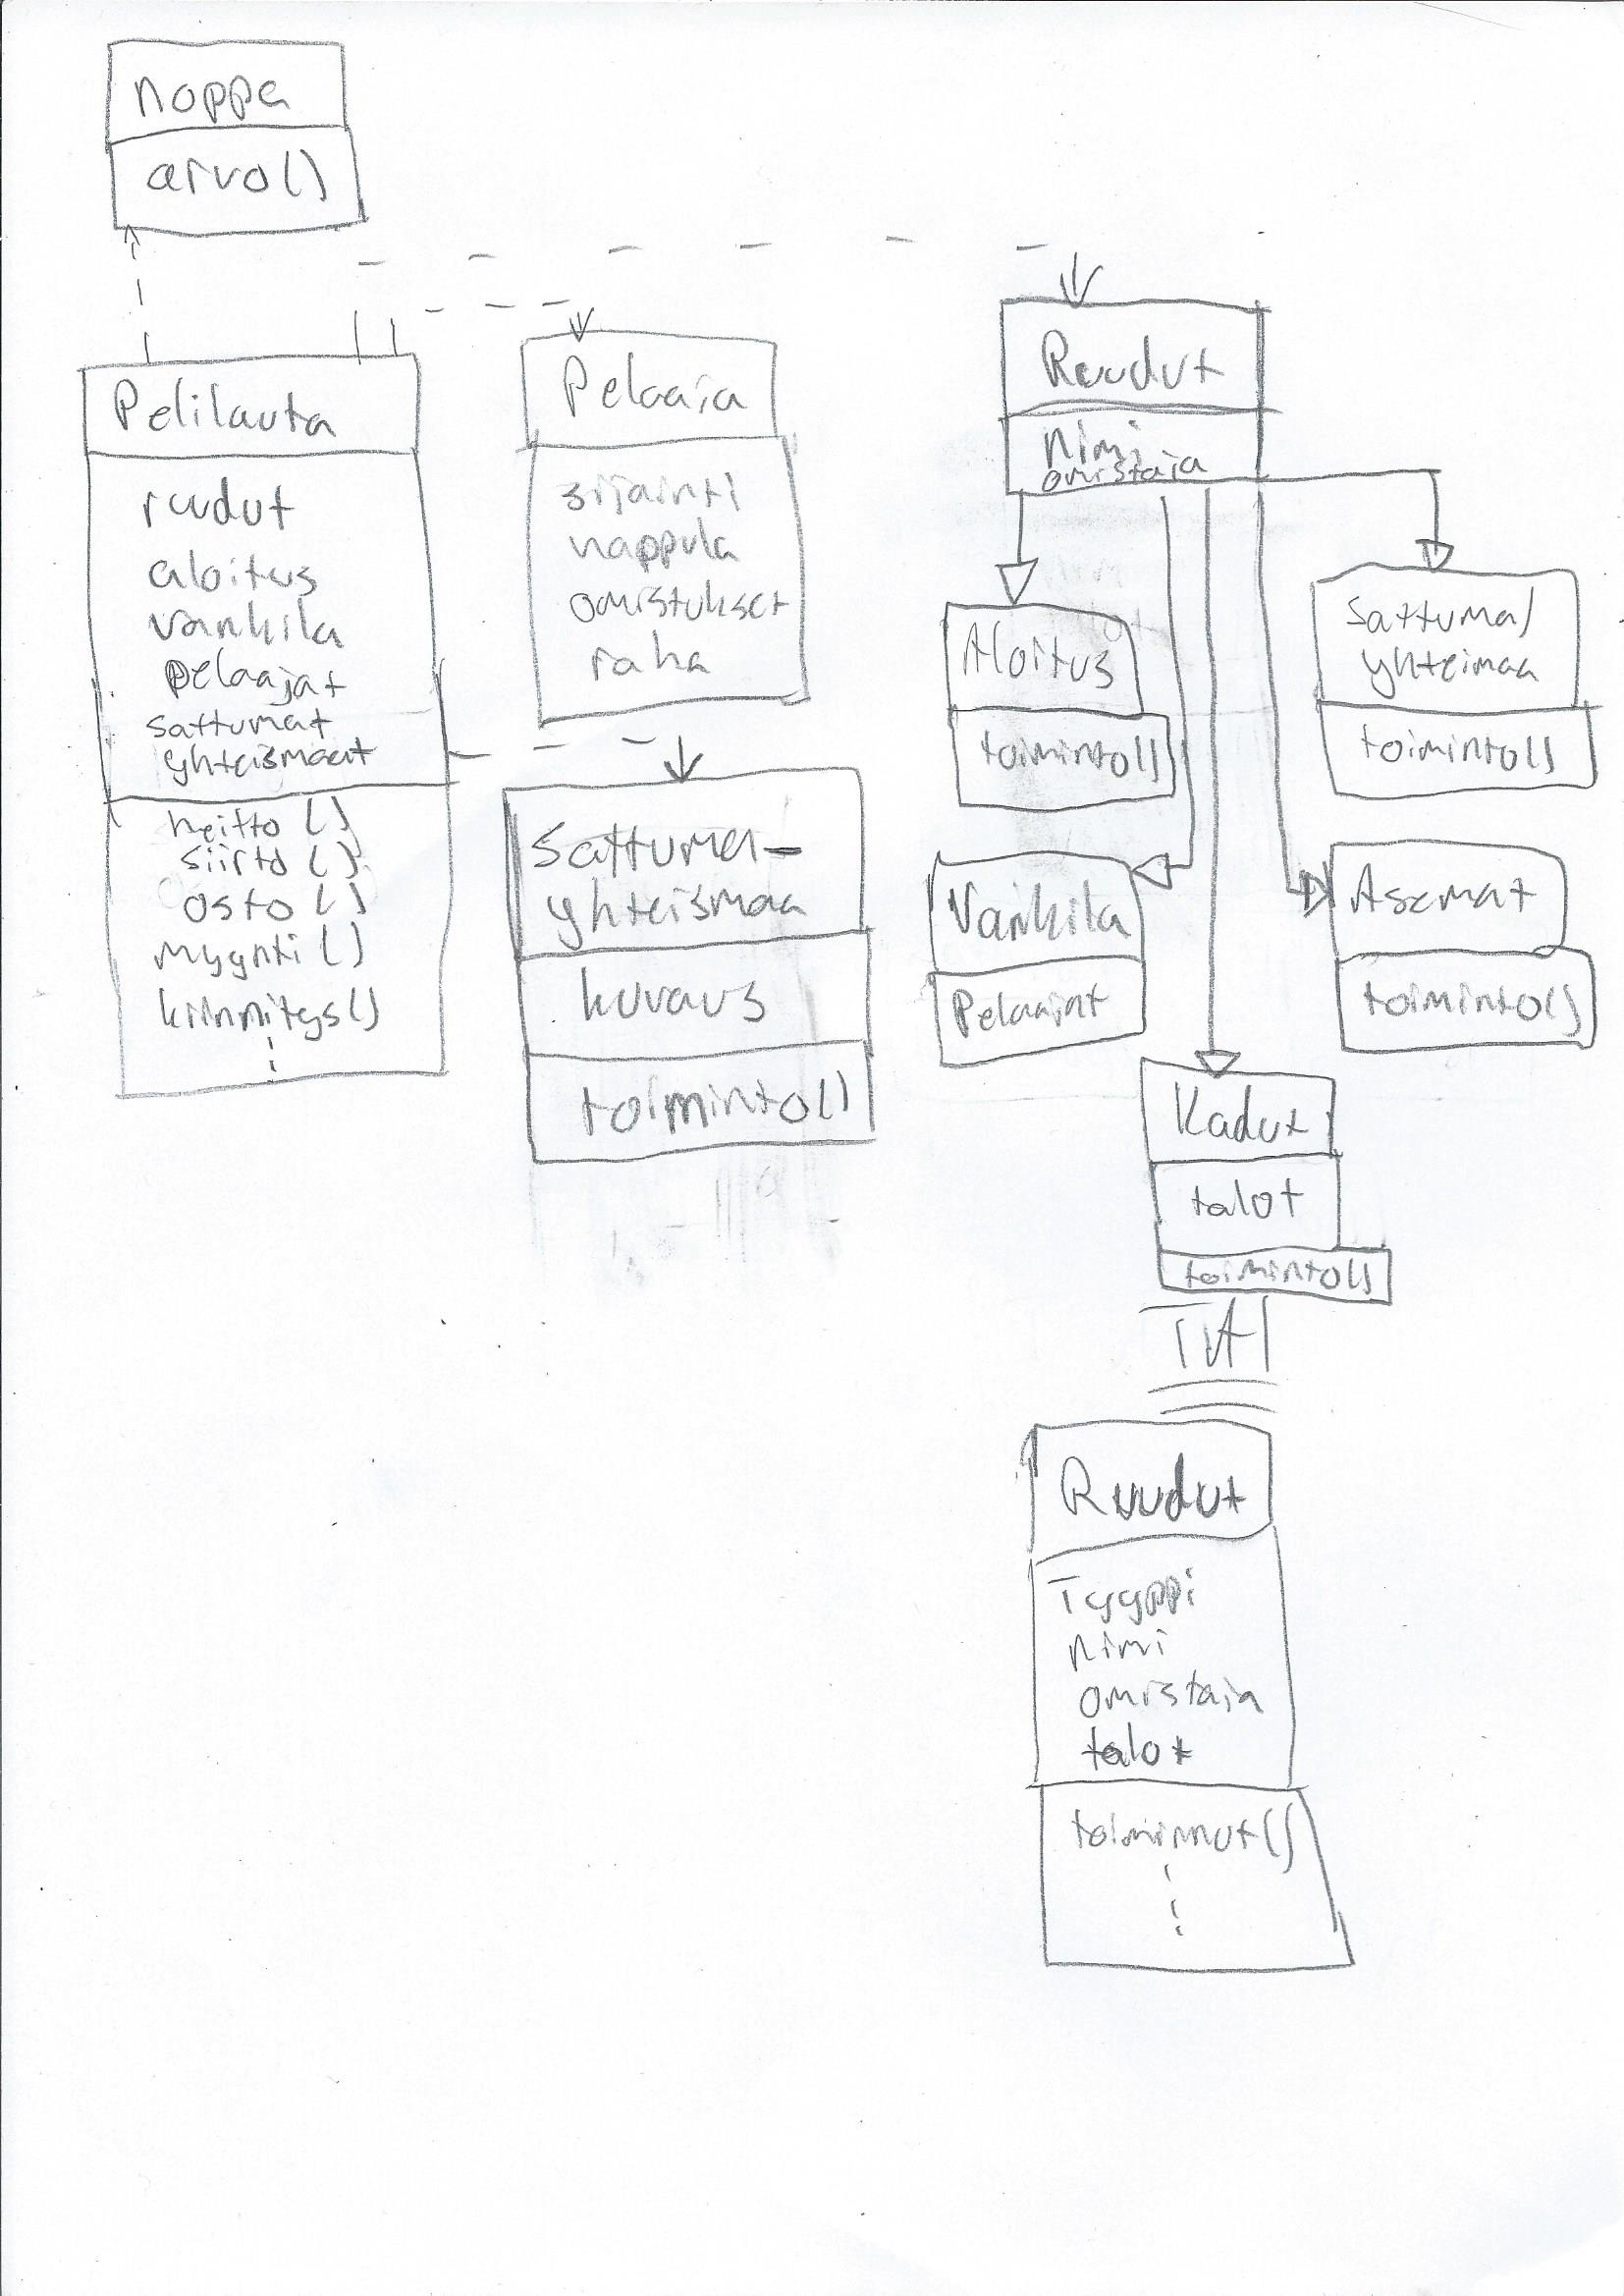 noppa
arvo()
Pelilauta
ruudut
aloitus
vankila
pelaajat
sattumat
yhteismaat
heitto()
siirto()
osto()
myynti()
kiinnitys()
Pelaaja
sijainti
nappula
omistukset
raha
Sattuma-
yhteismaa
kuvaus
toiminto()
Ruudut
nimi
omistaja
Aloitus
toiminto()
Sattuma/
yhteimaa
toiminto()
Vankila
Pelaajat
Asemat
toiminto()
Kadut
talot
toiminto()
TAI
Ruudut
Tyyppi
nimi
omistaja
talot
toiminnut()